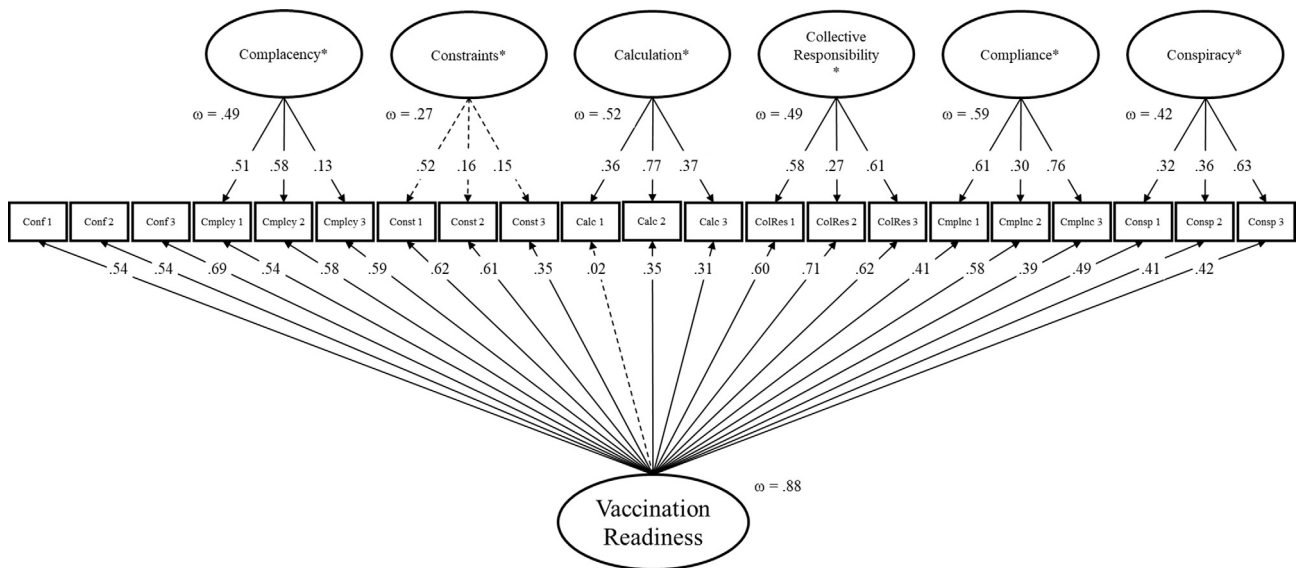 Complacency*
Constraints*
Calculation*
Collective
Responsibility
*
Compliance*
Conspiracy*
ω = .49
ω = .27
ω = .52
ω = .49
ω = .59
ω = .42
.51 .58 .13 .52 .16 .15 .36 .77 .37 .58 .27 .61 .61 .30 .76 .32 .36 .63
Conf 1 Conf 2 Conf 3 Cmplcy 1 Cmplcy 2 Cmplcy 3 Const 1 Const 2 Const 3 Calc 1 Calc 2 Calc 3 ColRes 1 ColRes 2 ColRes 3 Cmplnc 1 Cmplnc 2 Cmplnc 3 Consp 1 Consp 2 Consp 3
.54 .54 .69 .54 .58 .59 .62 .61 .35 .02 .35 .31 .60 .71 .62 .41 .58 .39 .49 .41 .42
ω = .88
Vaccination
Readiness